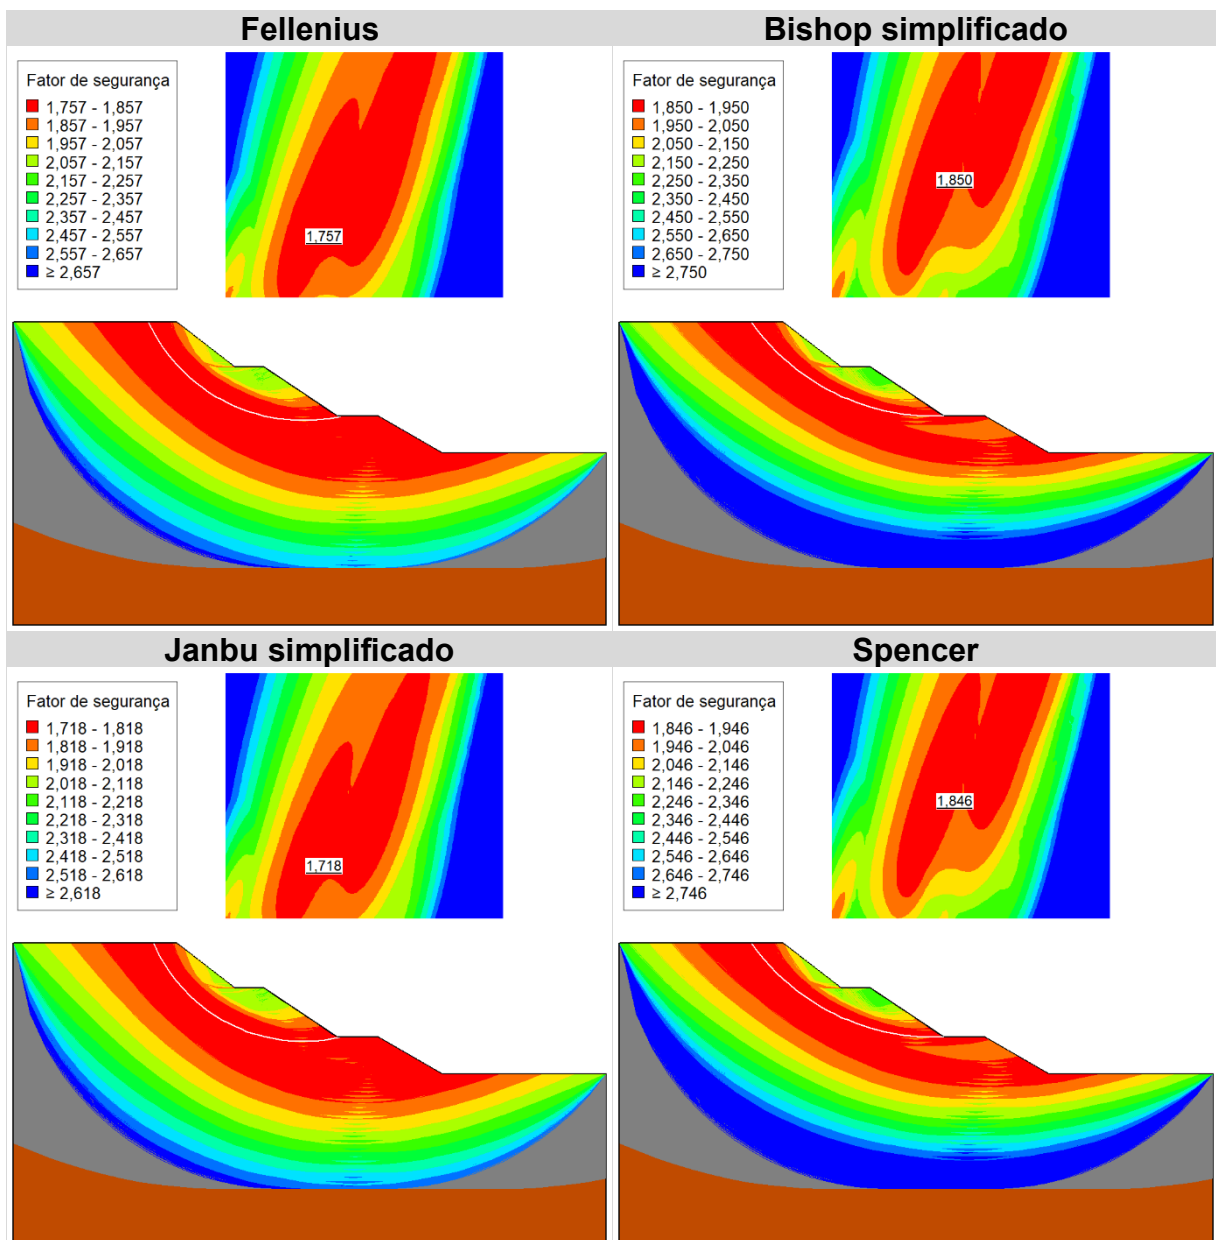 Fellenius
Bishop simplificado
Fator de segurança
1,757 - 1,857
1,857 - 1,957
1,957 - 2,057
2,057 - 2,157
2,157 - 2,257
2,257 - 2,357
2,357 - 2,457
2,457 - 2,557
2,557 - 2,657
≥ 2,657
1,757
Fator de segurança
1,850 - 1,950
1,950 - 2,050
2,050 - 2,150
2,150 - 2,250
2,250 - 2,350
2,350 - 2,450
2,450 - 2,550
2,550 - 2,650
2,650 - 2,750
≥ 2,750
1,850
Janbu simplificado
Spencer
Fator de segurança
1,718 - 1,818
1,818 - 1,918
1,918 - 2,018
2,018 - 2,118
2,118 - 2,218
2,218 - 2,318
2,318 - 2,418
2,418 - 2,518
2,518 - 2,618
≥ 2,618
1,718
Fator de segurança
1,846 - 1,946
1,946 - 2,046
2,046 - 2,146
2,146 - 2,246
2,246 - 2,346
2,346 - 2,446
2,446 - 2,546
2,546 - 2,646
2,646 - 2,746
≥ 2,746
1,846